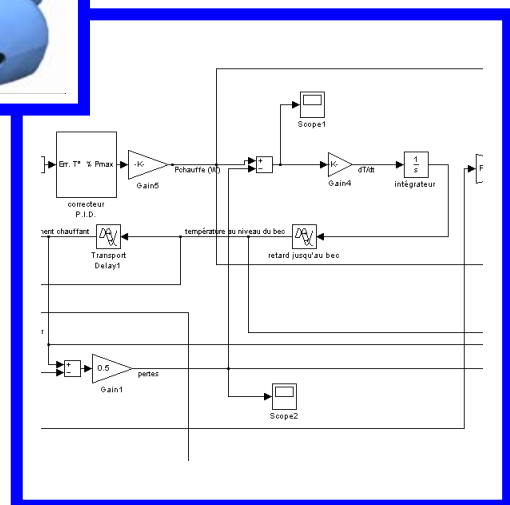 Scope1
Err. T° % Pmax
-K-
Gain5
Pchauffe (W)
+
−
K-
Gain4
dT/dt
1
s
intégrateur
correcteur
P.I.D.
Transport
Delay1
température au niveau du bec
retard jusqu'au bec
chauffant
+
−
0.5
Gain1
pertes
Scope2